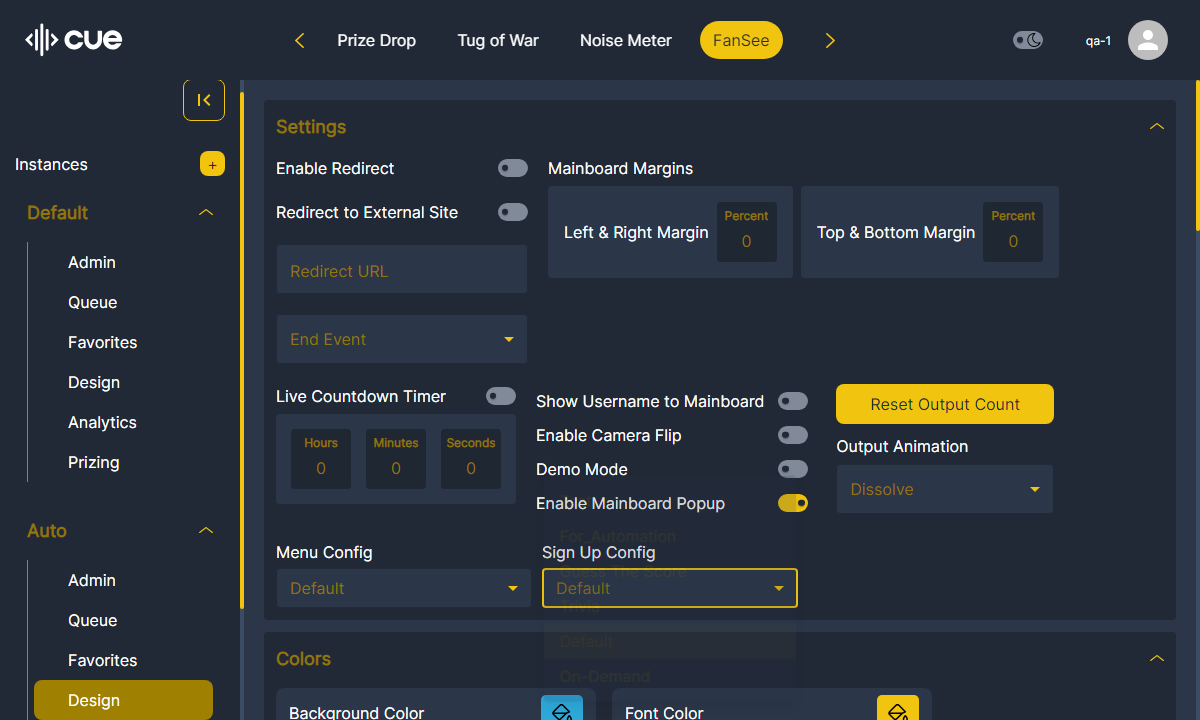 cue
Prize Drop
Tug of War
Noise Meter
FanSee
qa-1
Instances
+
Default
Admin
Queue
Favorites
Design
Analytics
Prizing
Auto
Admin
Queue
Favorites
Design
Settings
Enable Redirect
Redirect to External Site
Redirect URL
End Event
Mainboard Margins
Left & Right Margin
Percent
0
Top & Bottom Margin
Percent
0
Live Countdown Timer
Hours
0
Minutes
0
Seconds
0
Show Username to Mainboard
Enable Camera Flip
Demo Mode
Enable Mainboard Popup
Reset Output Count
Output Animation
Dissolve
Menu Config
Default
Sign Up Config
Default
For_Automation
Guess The Score
Default
On-Demand
Colors
Background Color
Font Color